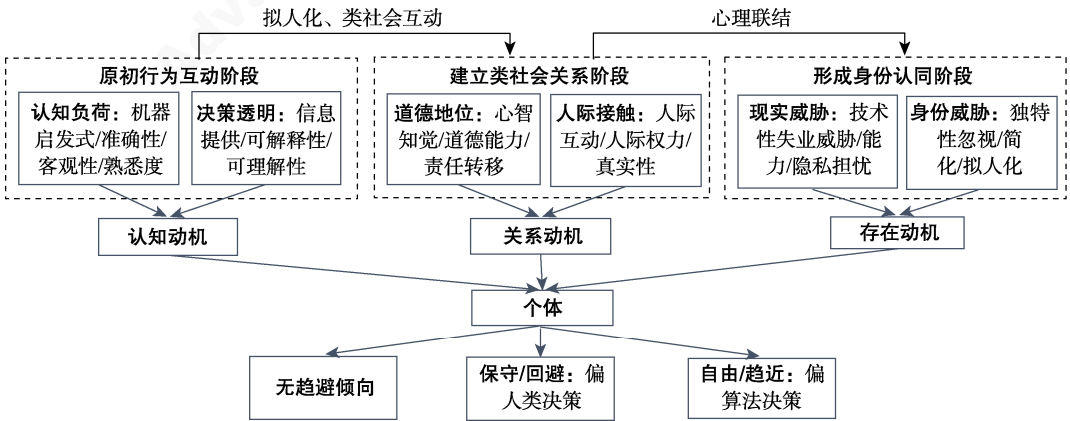 拟人化、类社会互动
心理联结
原初行为互动阶段
认知负荷：机器
启发式/准确性/
客观性/熟悉度
决策透明：信息
提供/可解释性/
可理解性
建立类社会关系阶段
道德地位：心智
知觉/道德能力/
责任转移
人际接触：人际
互动/人际权力/
真实性
形成身份认同阶段
现实威胁：技术
性失业威胁/能
力/隐私担忧
身份威胁：独特
性忽视/简
化/拟人化
认知动机
关系动机
存在动机
个体
无趋避倾向
保守/回避：偏
人类决策
自由/趋近：偏
算法决策